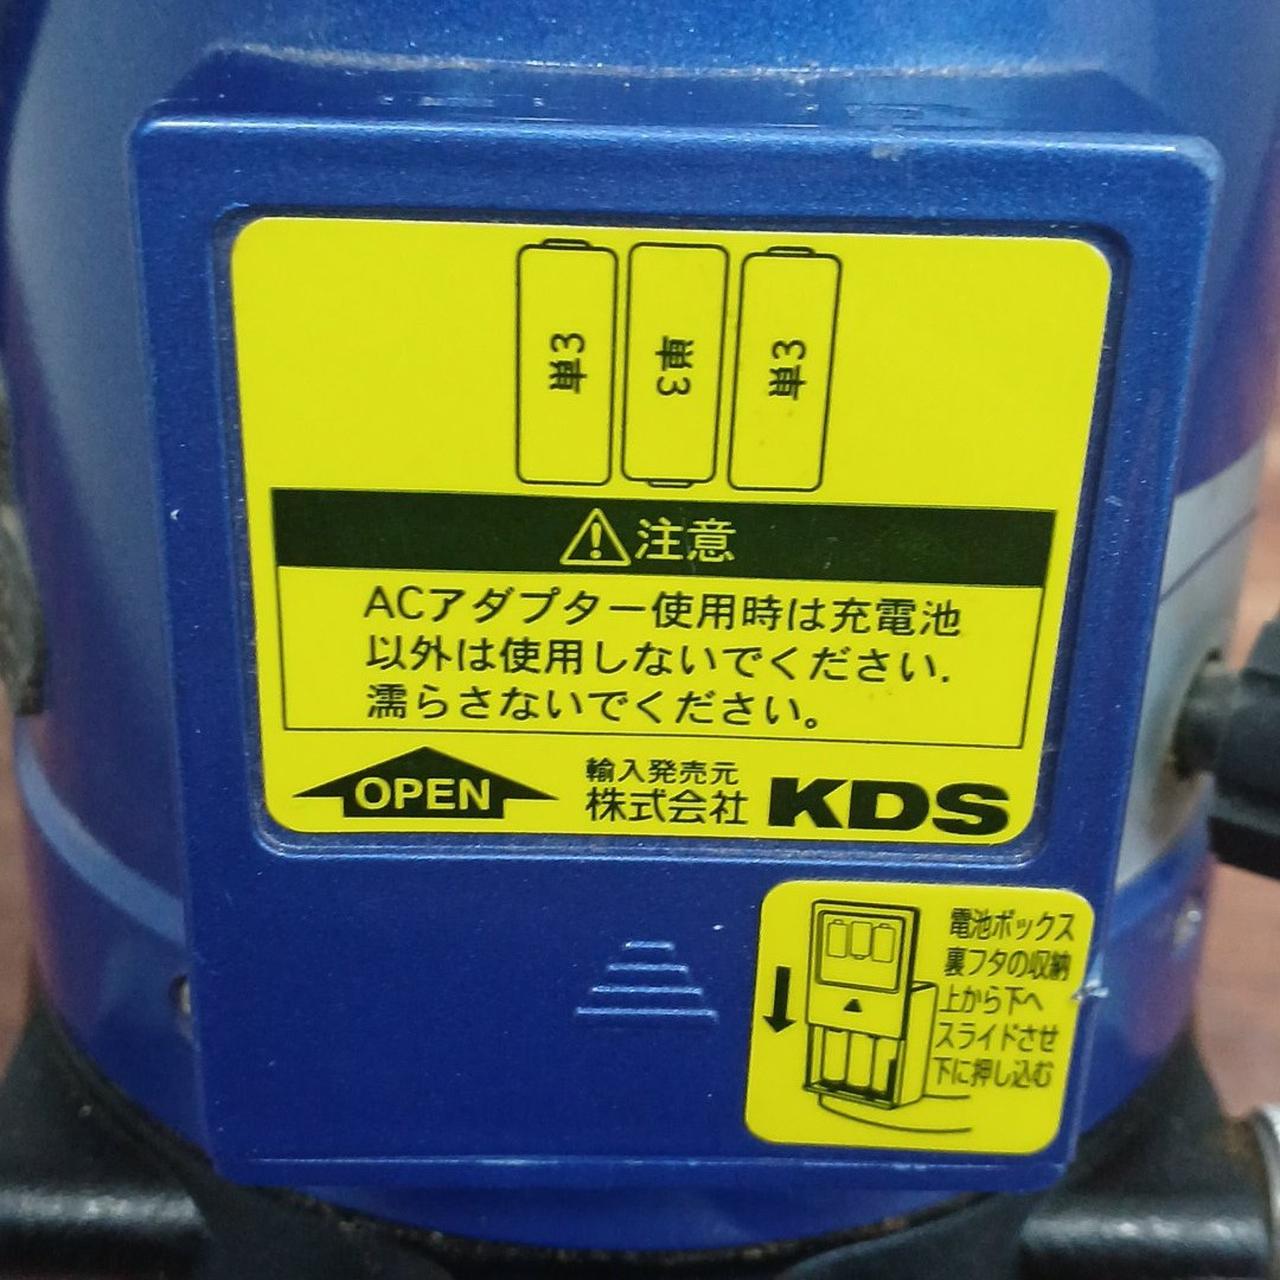 単3
単3
単3
注意
ACアダプター使用時は充電池
以外は使用しないでください.
濡らさないでください。
OPEN
輸入発売元
株式会社 KDS
電池ボックス
裏フタの収納
上から下へ
スライドさせ
下に押し込む